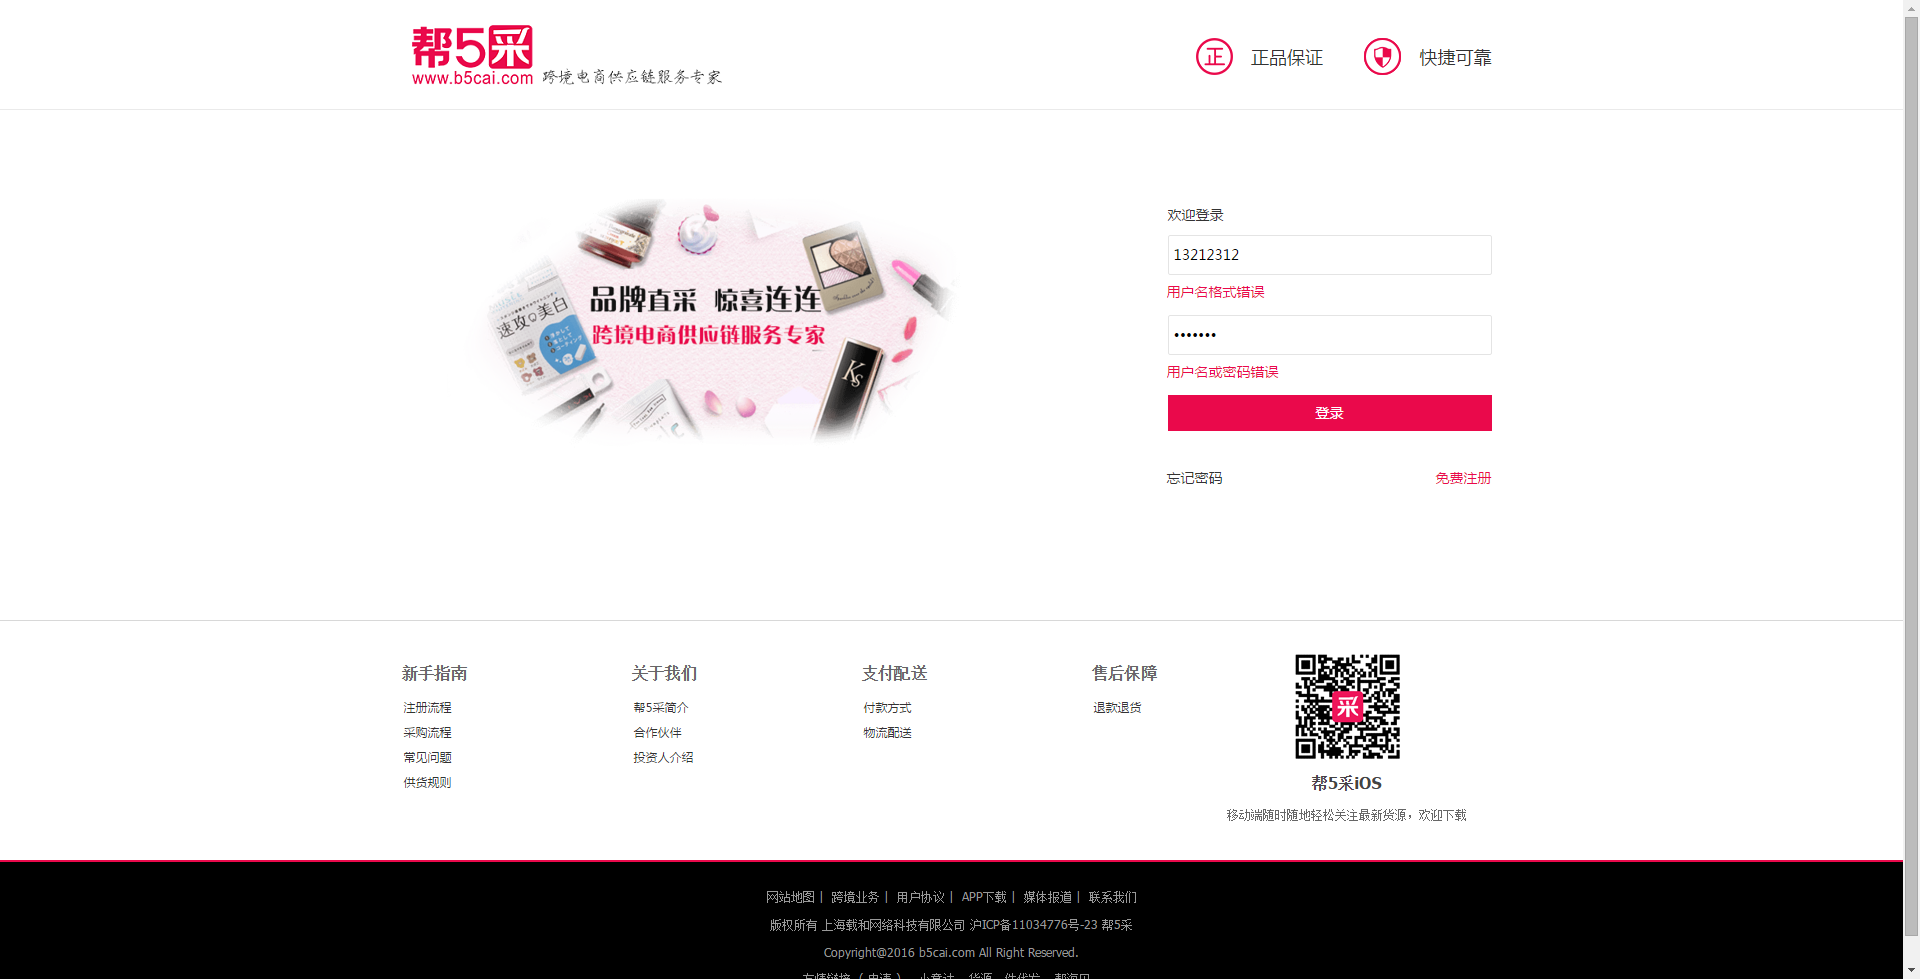 帮5采
www.b5cai.com 跨境电商供应链服务专家
正 正品保证 快捷可靠
欢迎登录
13212312
用户名格式错误
•••••••
用户名或密码错误
登录
忘记密码 免费注册
品牌直采 惊喜连连
跨境电商供应链服务专家
速攻美白
KS
新手指南
注册流程
采购流程
常见问题
供货规则
关于我们
帮5采简介
合作伙伴
投资人介绍
支付配送
付款方式
物流配送
售后保障
退款退货
采
帮5采iOS
移动端随时随地轻松关注最新货源，欢迎下载
网站地图 | 跨境业务 | 用户协议 | APP下载 | 媒体报道 | 联系我们
版权所有 上海载和网络科技有限公司 沪ICP备11034776号-23 帮5采
Copyright@2016 b5cai.com All Right Reserved.